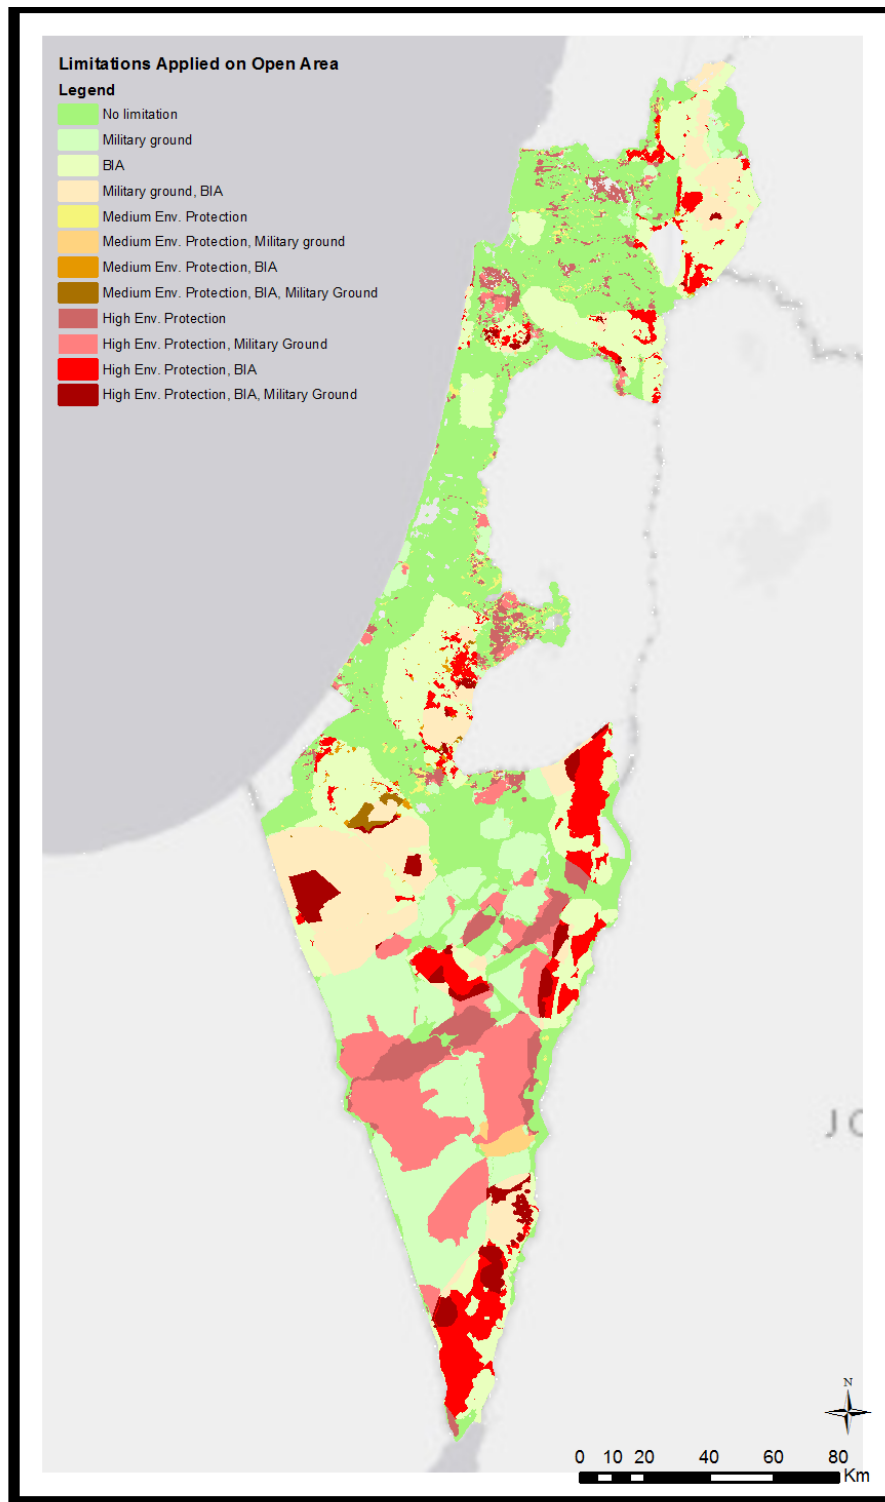 Limitations Applied on Open Area
Legend
No limitation
Military ground
BIA
Military ground, BIA
Medium Env. Protection
Medium Env. Protection, Military ground
Medium Env. Protection, BIA
Medium Env. Protection, BIA, Military Ground
High Env. Protection
High Env. Protection, Military Ground
High Env. Protection, BIA
High Env. Protection, BIA, Military Ground
J O
N
0 10 20 40 60 80
Km